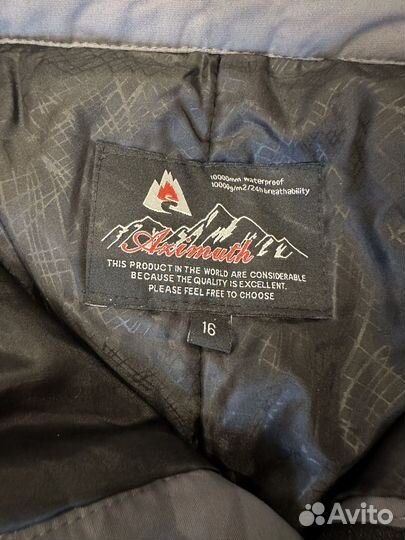 10000mm waterproof
10000g/m2/24h breathability
Azimuth
THIS PRODUCT IN THE WORLD ARE CONSIDERABLE
BECAUSE THE QUALITY IS EXCELLENT.
PLEASE FEEL FREE TO CHOOSE
16
Avito